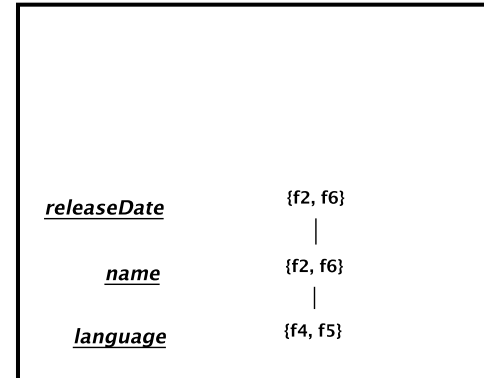 releaseDate {f2, f6}
name {f2, f6}
language {f4, f5}